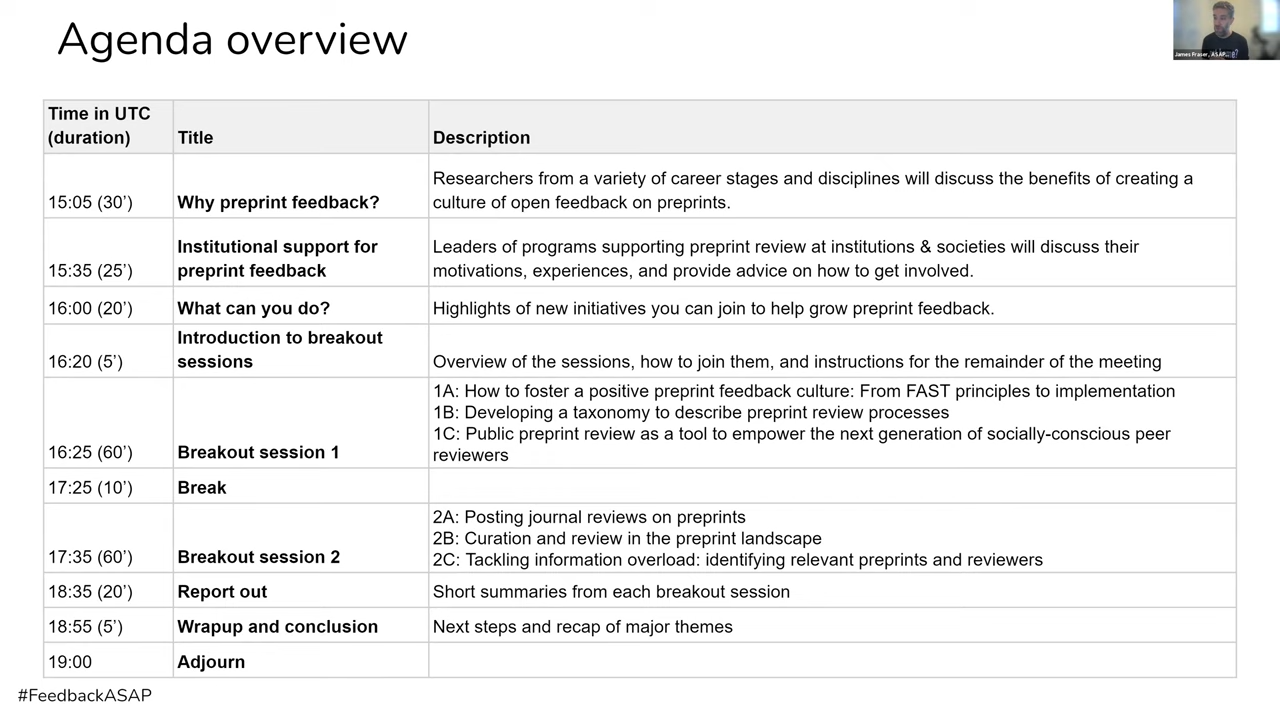 Agenda overview
James Fraser, ASAP...
Time in UTC
(duration)
Title
Description
15:05 (30’)
Why preprint feedback?
Researchers from a variety of career stages and disciplines will discuss the benefits of creating a
culture of open feedback on preprints.
15:35 (25’)
Institutional support for
preprint feedback
Leaders of programs supporting preprint review at institutions & societies will discuss their
motivations, experiences, and provide advice on how to get involved.
16:00 (20’)
What can you do?
Highlights of new initiatives you can join to help grow preprint feedback.
16:20 (5’)
Introduction to breakout
sessions
Overview of the sessions, how to join them, and instructions for the remainder of the meeting
16:25 (60’)
Breakout session 1
1A: How to foster a positive preprint feedback culture: From FAST principles to implementation
1B: Developing a taxonomy to describe preprint review processes
1C: Public preprint review as a tool to empower the next generation of socially-conscious peer
reviewers
17:25 (10’)
Break
17:35 (60’)
Breakout session 2
2A: Posting journal reviews on preprints
2B: Curation and review in the preprint landscape
2C: Tackling information overload: identifying relevant preprints and reviewers
18:35 (20’)
Report out
Short summaries from each breakout session
18:55 (5’)
Wrapup and conclusion
Next steps and recap of major themes
19:00
Adjourn
#FeedbackASAP